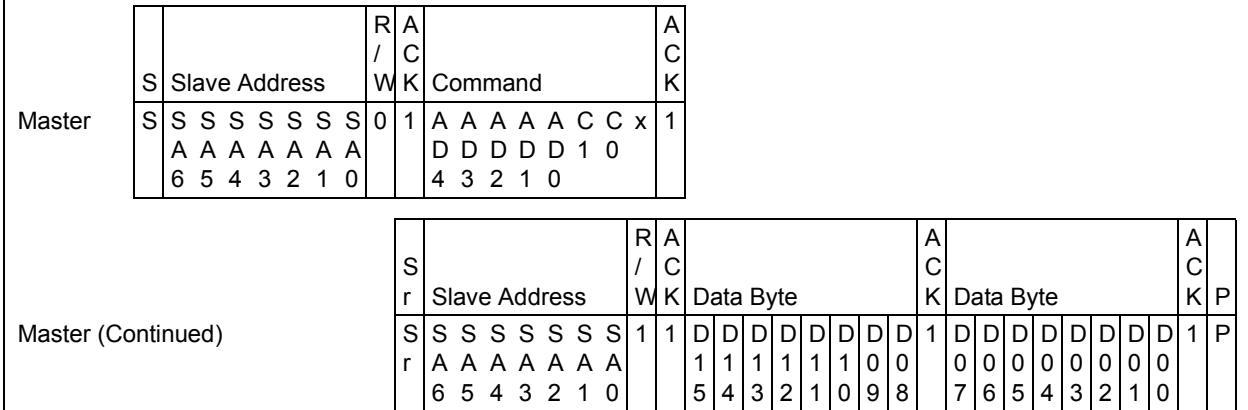 R A A
/ C C
S Slave Address W K Command K
Master S S S S S S S S 0 1 A A A A A C C x 1
A A A A A A A D D D D D 1 0
6 5 4 3 2 1 0 4 3 2 1 0
R A A A
S / C C C
r Slave Address W K Data Byte K Data Byte K P
Master (Continued) S S S S S S S S 1 1 D D D D D D D D 1 D D D D D D D D 1 P
r A A A A A A A 1 1 1 1 1 1 0 0 0 0 0 0 0 0 0 0
6 5 4 3 2 1 0 5 4 3 2 1 0 9 8 7 6 5 4 3 2 1 0